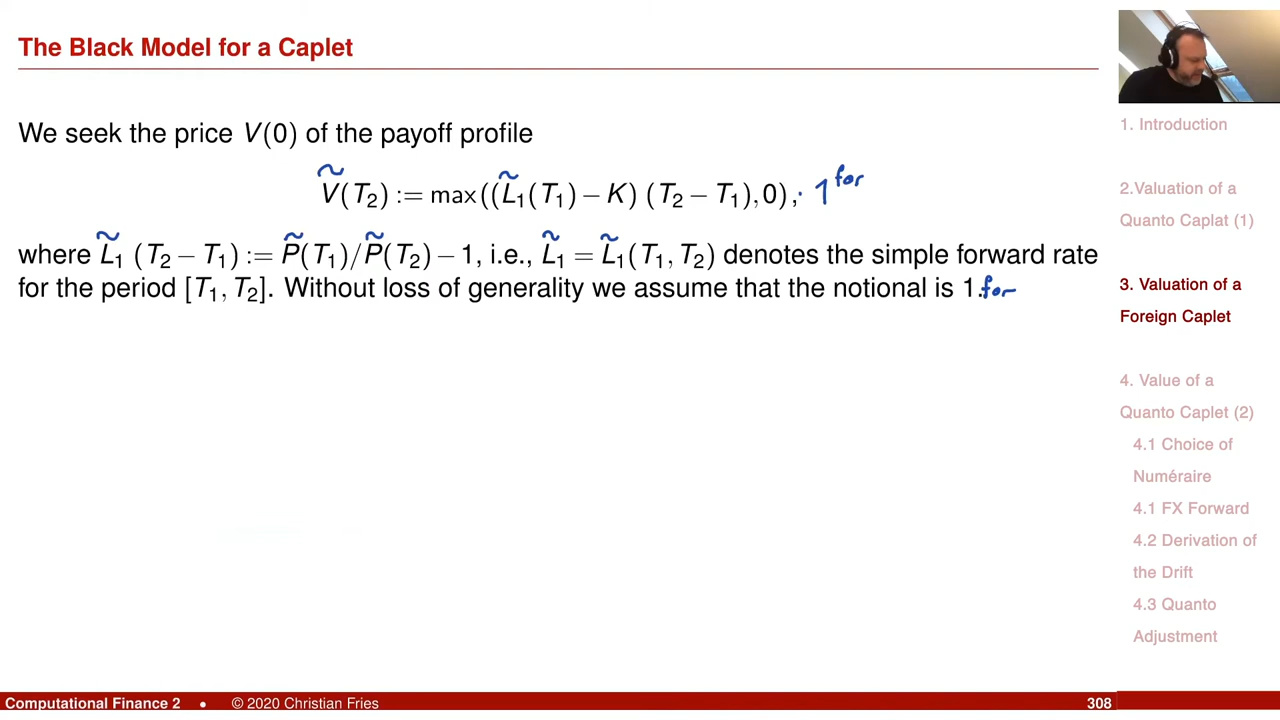 The Black Model for a Caplet
We seek the price V(0) of the payoff profile
Ṽ(T₂) := max((L̃₁(T₁) − K) (T₂ − T₁), 0), · 1 for
where L̃₁ (T₂ − T₁) := P̃(T₁)/P̃(T₂) − 1, i.e., L̃₁ = L̃₁(T₁, T₂) denotes the simple forward rate
for the period [T₁, T₂]. Without loss of generality we assume that the notional is 1. for
1. Introduction
2.Valuation of a
Quanto Caplat (1)
3. Valuation of a
Foreign Caplet
4. Value of a
Quanto Caplet (2)
4.1 Choice of
Numéraire
4.1 FX Forward
4.2 Derivation of
the Drift
4.3 Quanto
Adjustment
Computational Finance 2 • © 2020 Christian Fries 308